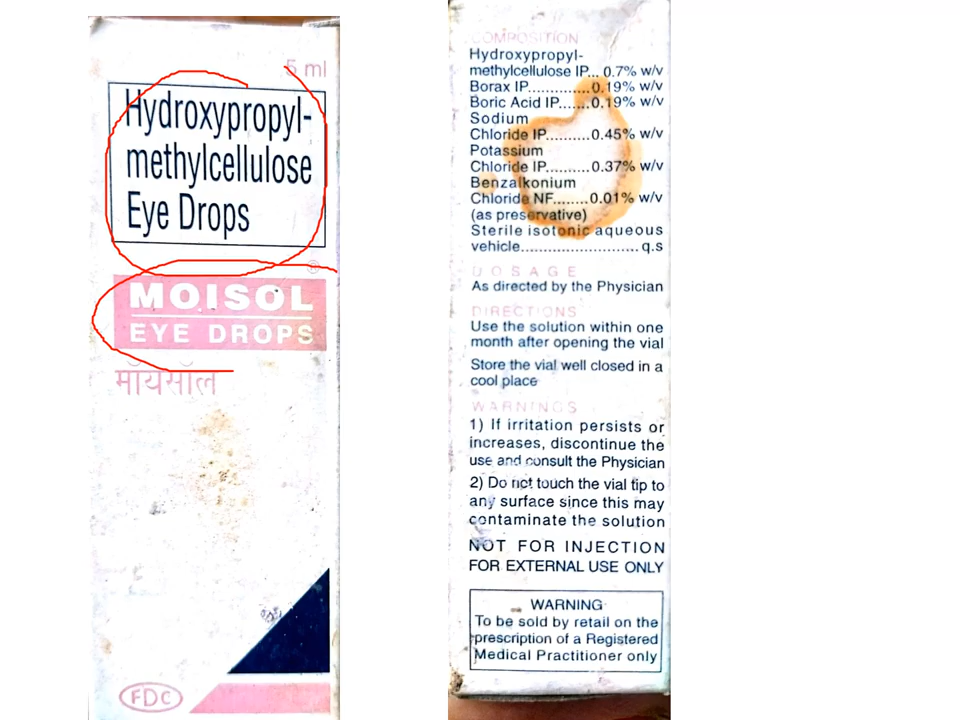 5 ml
Hydroxypropyl-
methylcellulose
Eye Drops
®
MOISOL
EYE DROPS
मॉयसॉल
FDC
COMPOSITION
Hydroxypropyl-
methylcellulose IP... 0.7% w/v
Borax IP..............0.19% w/v
Boric Acid IP.......0.19% w/v
Sodium
Chloride IP..........0.45% w/v
Potassium
Chloride IP..........0.37% w/v
Benzalkonium
Chloride NF........0.01% w/v
(as preservative)
Sterile isotonic aqueous
vehicle.......................... q.s
DOSAGE
As directed by the Physician
DIRECTIONS
Use the solution within one
month after opening the vial
Store the vial well closed in a
cool place
WARNINGS
1) If irritation persists or
increases, discontinue the
use and consult the Physician
2) Do not touch the vial tip to
any surface since this may
contaminate the solution
NOT FOR INJECTION
FOR EXTERNAL USE ONLY
WARNING
To be sold by retail on the
prescription of a Registered
Medical Practitioner only